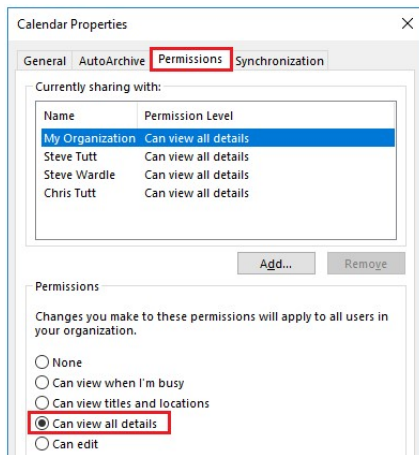 Calendar Properties
General AutoArchive Permissions Synchronization
Currently sharing with:
Name Permission Level
My Organization Can view all details
Steve Tutt Can view all details
Steve Wardle Can view all details
Chris Tutt Can view all details
Add... Remove
Permissions
Changes you make to these permissions will apply to all users in
your organization.
None
Can view when I'm busy
Can view titles and locations
Can view all details
Can edit